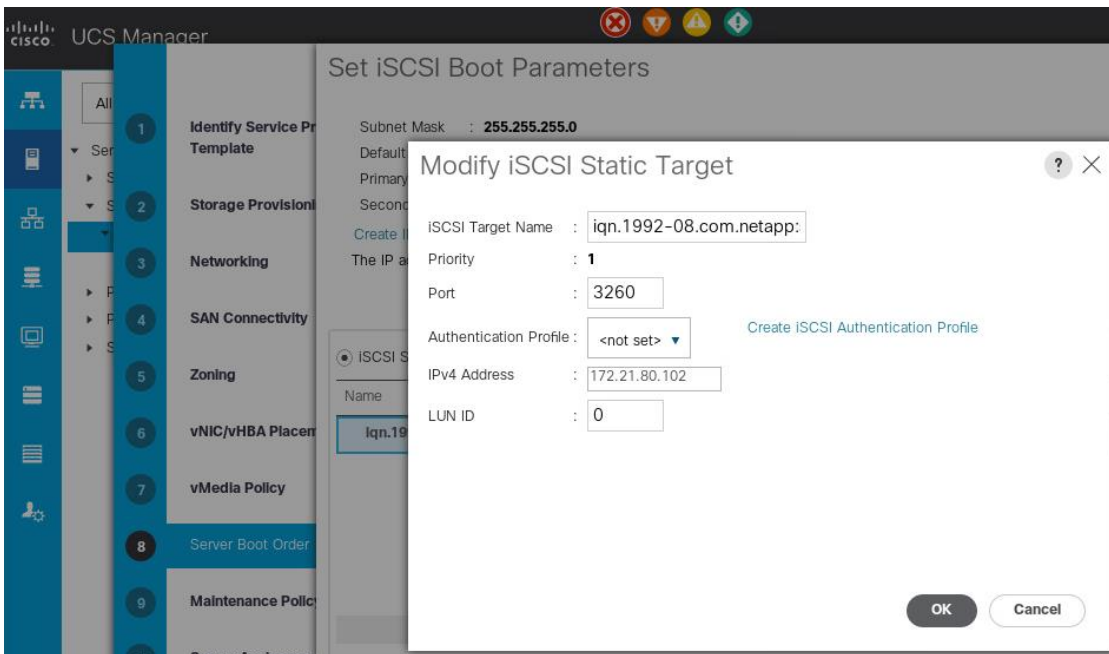 cisco UCS Manager
Set iSCSI Boot Parameters
All
1 Identify Service Pr
Template
2 Storage Provisioni
3 Networking
4 SAN Connectivity
5 Zoning
6 vNIC/vHBA Placem
7 vMedia Policy
8 Server Boot Order
9 Maintenance Policy
Ser
S
S
P
P
S
Subnet Mask : 255.255.255.0
Default
Primary
Second
Create I
The IP a
iSCSI S
Name
iqn.19
Modify iSCSI Static Target
?
iSCSI Target Name : iqn.1992-08.com.netapp:
Priority : 1
Port : 3260
Authentication Profile : <not set> Create iSCSI Authentication Profile
IPv4 Address : 172.21.80.102
LUN ID : 0
OK Cancel